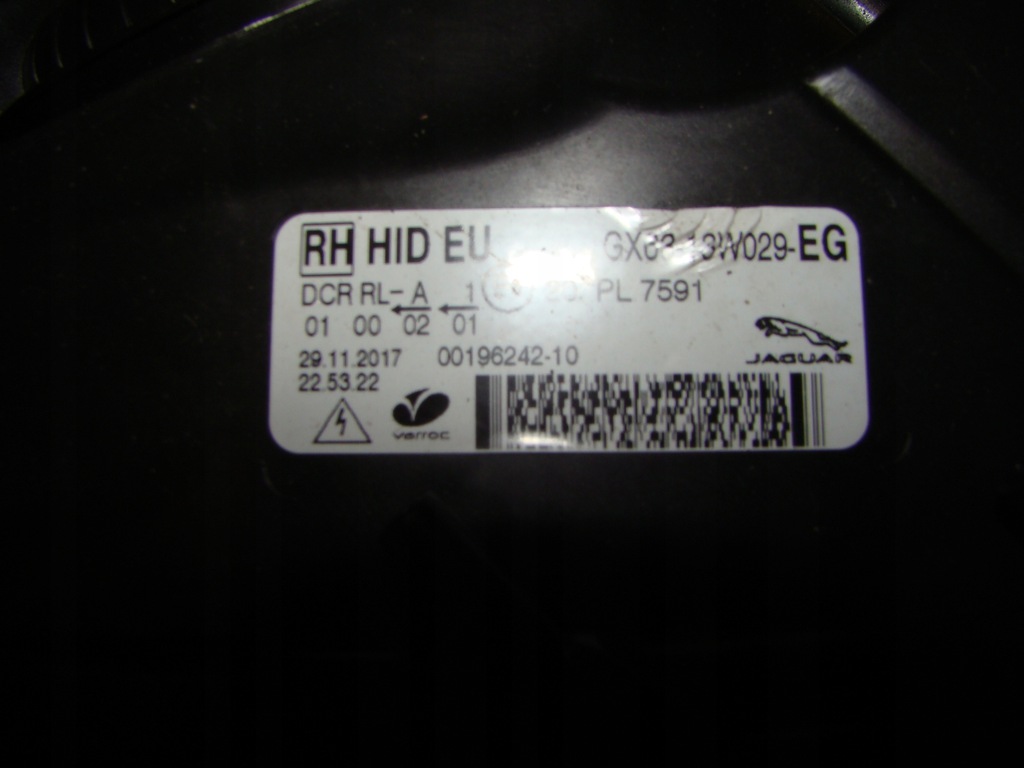 RH HID EU
DCR RL- A 1 PL 7591
01 00 02 01
29.11.2017 00196242-10
22.53.22
JAGUAR
varroc